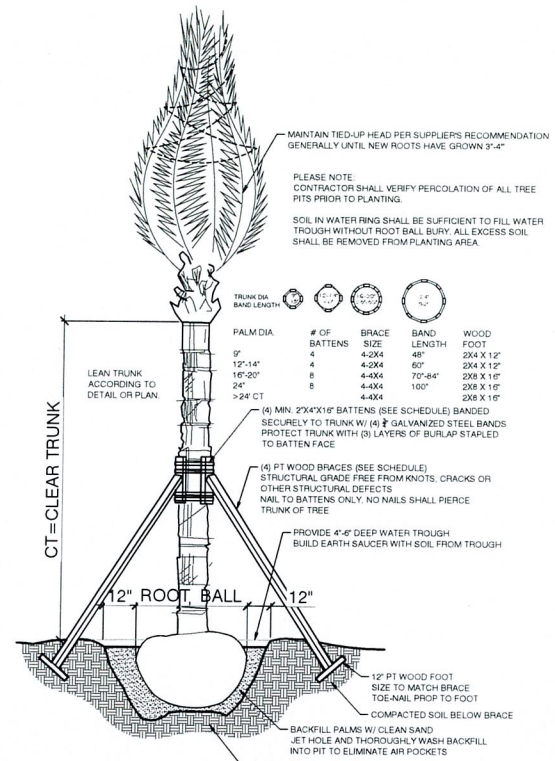 MAINTAIN TIED-UP HEAD PER SUPPLIER'S RECOMMENDATION
GENERALLY UNTIL NEW ROOTS HAVE GROWN 3"-4"
PLEASE NOTE:
CONTRACTOR SHALL VERIFY PERCOLATION OF ALL TREE
PITS PRIOR TO PLANTING.
SOIL IN WATER RING SHALL BE SUFFICIENT TO FILL WATER
TROUGH WITHOUT ROOT BALL BURY. ALL EXCESS SOIL
SHALL BE REMOVED FROM PLANTING AREA.
TRUNK DIA
BAND LENGTH
PALM DIA. # OF BATTENS BRACE SIZE BAND LENGTH WOOD FOOT
9" 4 4-2X4 48" 2X4 X 12"
12"-14" 4 4-2X4 60" 2X4 X 12"
16"-20" 8 4-4X4 70"-84" 2X8 X 16"
24" 8 4-4X4 100" 2X8 X 16"
>24' CT 4-4X4 2X8 X 16"
LEAN TRUNK
ACCORDING TO
DETAIL OR PLAN.
(4) MIN. 2"X4"X16" BATTENS (SEE SCHEDULE) BANDED
SECURELY TO TRUNK W/ (4) GALVANIZED STEEL BANDS
PROTECT TRUNK WITH (3) LAYERS OF BURLAP STAPLED
TO BATTEN FACE
CT = CLEAR TRUNK
(4) PT WOOD BRACES (SEE SCHEDULE)
STRUCTURAL GRADE FREE FROM KNOTS, CRACKS OR
OTHER STRUCTURAL DEFECTS
NAIL TO BATTENS ONLY, NO NAILS SHALL PIERCE
TRUNK OF TREE
PROVIDE 4"-6" DEEP WATER TROUGH
BUILD EARTH SAUCER WITH SOIL FROM TROUGH
12" ROOT BALL 12"
12" PT WOOD FOOT
SIZE TO MATCH BRACE
TOE-NAIL PROP TO FOOT
COMPACTED SOIL BELOW BRACE
BACKFILL PALMS W/ CLEAN SAND
JET HOLE AND THOROUGHLY WASH BACKFILL
INTO PIT TO ELIMINATE AIR POCKETS